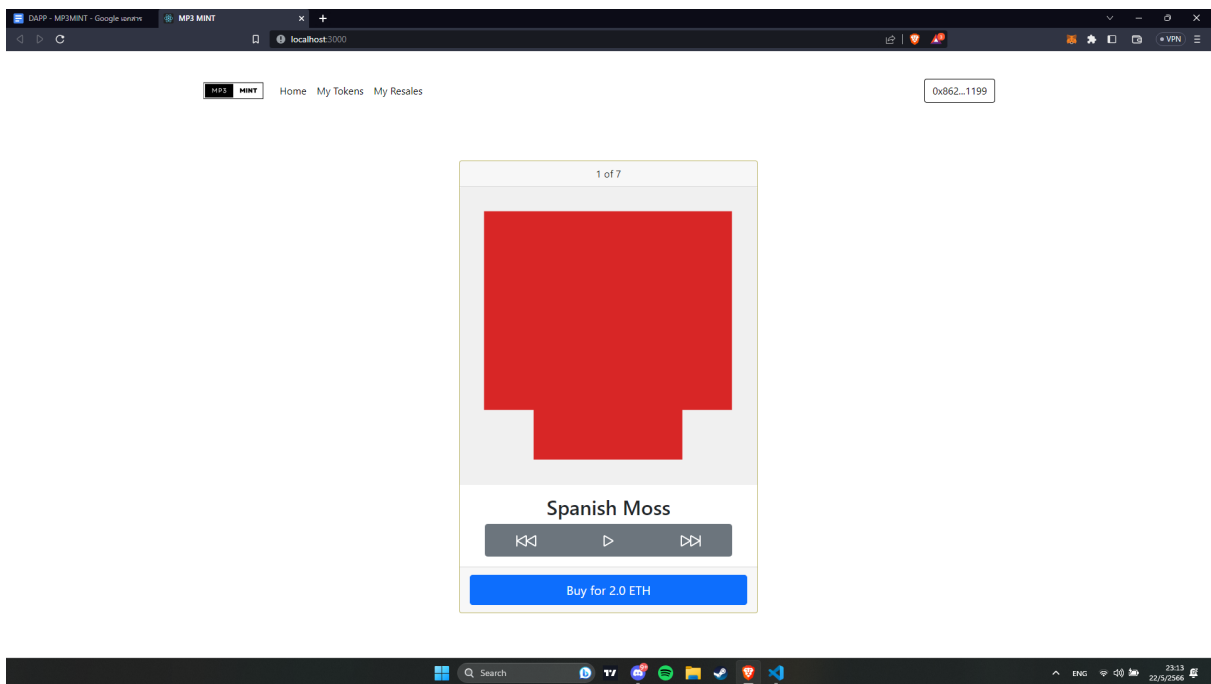 DAPP - MP3MINT - Google เอกสาร
MP3 MINT
localhost:3000
VPN
MP3 MINT Home My Tokens My Resales 0x862...1199
1 of 7
Spanish Moss
Buy for 2.0 ETH
Search
ENG
23:13
22/5/2566